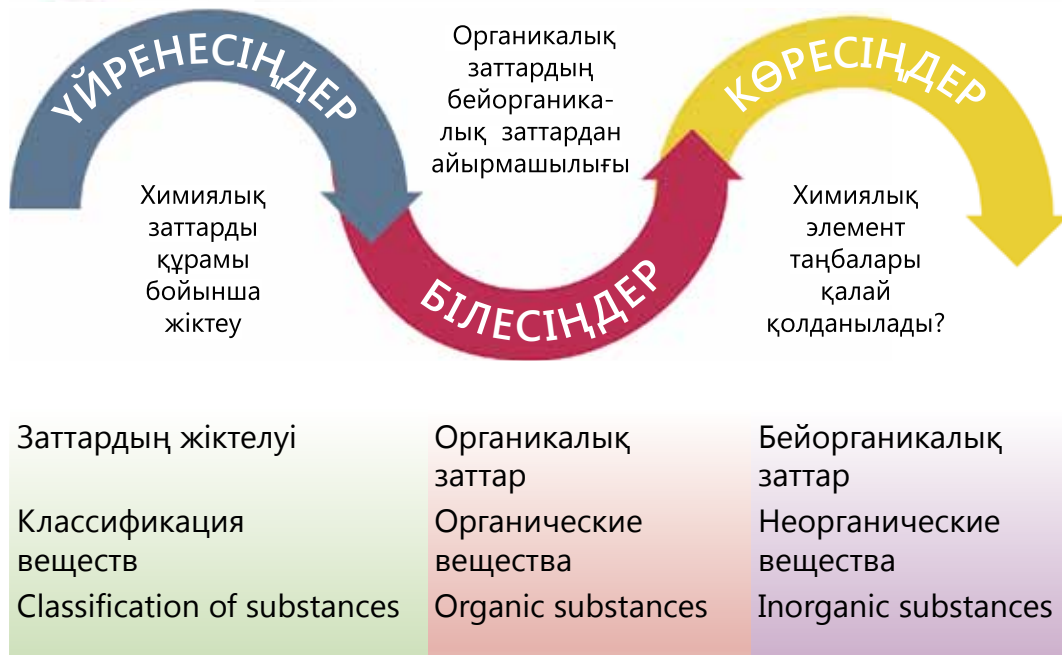 ҮЙРЕНЕСІҢДЕР
Химиялық
заттарды
құрамы
бойынша
жіктеу
Органикалық
заттардың
бейорганика-
лық заттардан
айырмашылығы
БІЛЕСІҢДЕР
КӨРЕСІҢДЕР
Химиялық
элемент
таңбалары
қалай
қолданылады?
Заттардың жіктелуі
Классификация
веществ
Classification of substances
Органикалық
заттар
Органические
вещества
Organic substances
Бейорганикалық
заттар
Неорганические
вещества
Inorganic substances